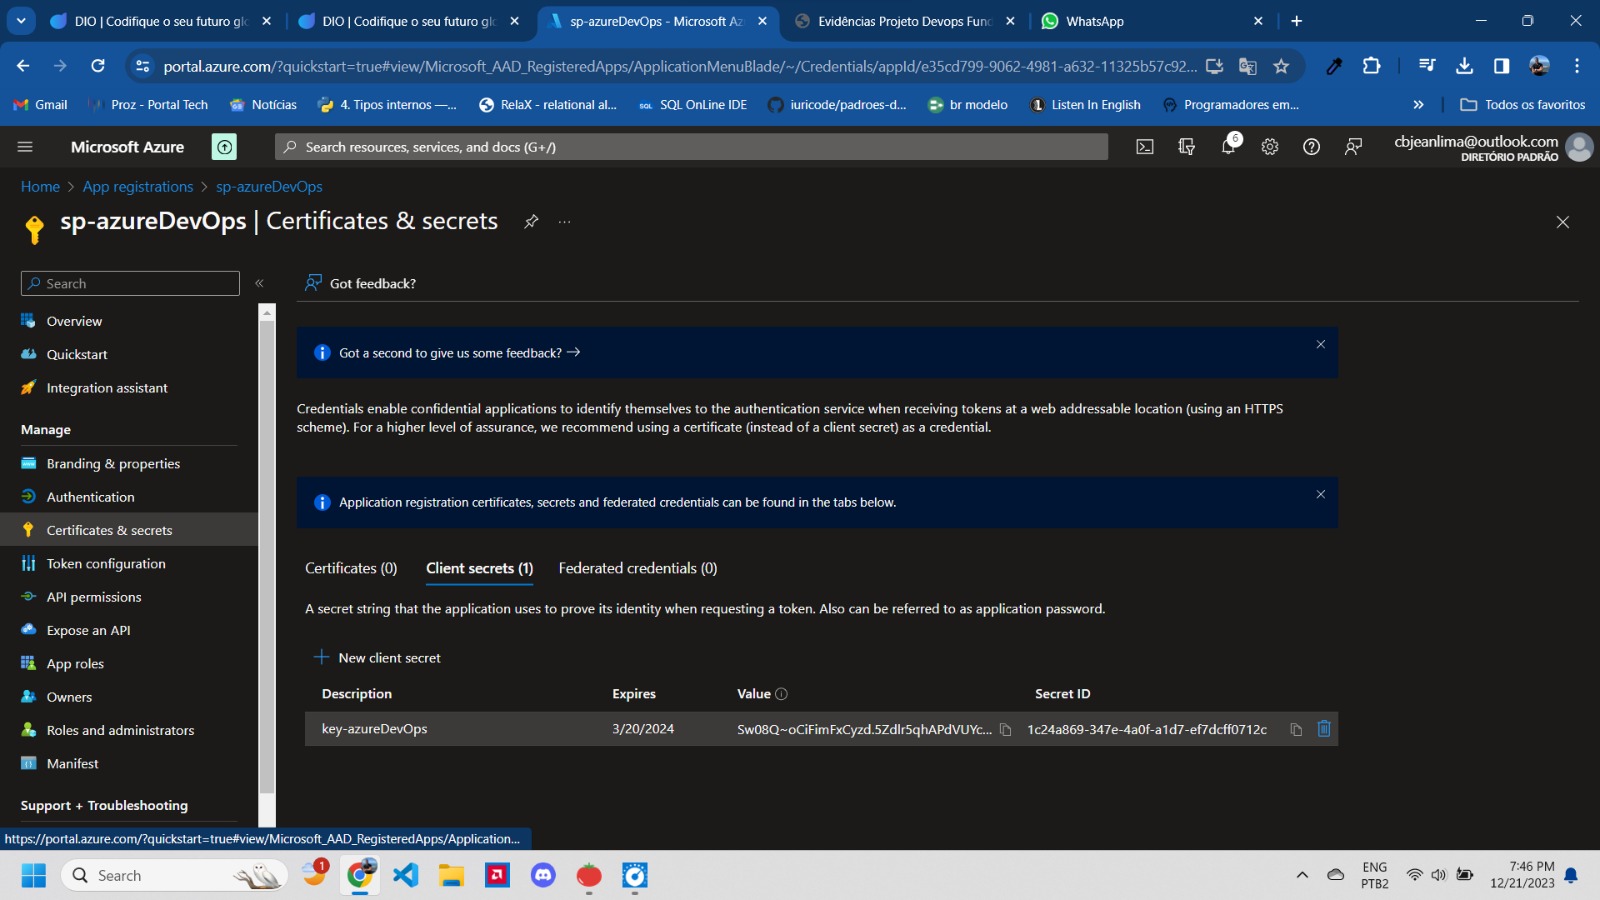 DIO | Codifique o seu futuro glo
DIO | Codifique o seu futuro glo
sp-azureDevOps - Microsoft Az
Evidências Projeto Devops Fund
WhatsApp
portal.azure.com/?quickstart=true#view/Microsoft_AAD_RegisteredApps/ApplicationMenuBlade/~/Credentials/appId/e35cd799-9062-4981-a632-11325b57c92...
Gmail
Proz - Portal Tech
Notícias
4. Tipos internos —...
RelaX - relational al...
SQL OnLine IDE
iuricode/padroes-d...
br modelo
Listen In English
Programadores em...
Todos os favoritos
Microsoft Azure
Search resources, services, and docs (G+/)
6
cbjeanlima@outlook.com
DIRETÓRIO PADRÃO
Home > App registrations > sp-azureDevOps
sp-azureDevOps | Certificates & secrets
Search
Got feedback?
Overview
Quickstart
Integration assistant
Manage
Branding & properties
Authentication
Certificates & secrets
Token configuration
API permissions
Expose an API
App roles
Owners
Roles and administrators
Manifest
Support + Troubleshooting
Got a second to give us some feedback?
Credentials enable confidential applications to identify themselves to the authentication service when receiving tokens at a web addressable location (using an HTTPS
scheme). For a higher level of assurance, we recommend using a certificate (instead of a client secret) as a credential.
Application registration certificates, secrets and federated credentials can be found in the tabs below.
Certificates (0)
Client secrets (1)
Federated credentials (0)
A secret string that the application uses to prove its identity when requesting a token. Also can be referred to as application password.
New client secret
Description Expires Value Secret ID
key-azureDevOps 3/20/2024 Sw08Q~oCiFimFxCyzd.5Zdlr5qhAPdVUYc... 1c24a869-347e-4a0f-a1d7-ef7dcff0712c
https://portal.azure.com/?quickstart=true#view/Microsoft_AAD_RegisteredApps/Application...
Search
1
ENG
PTB2
7:46 PM
12/21/2023